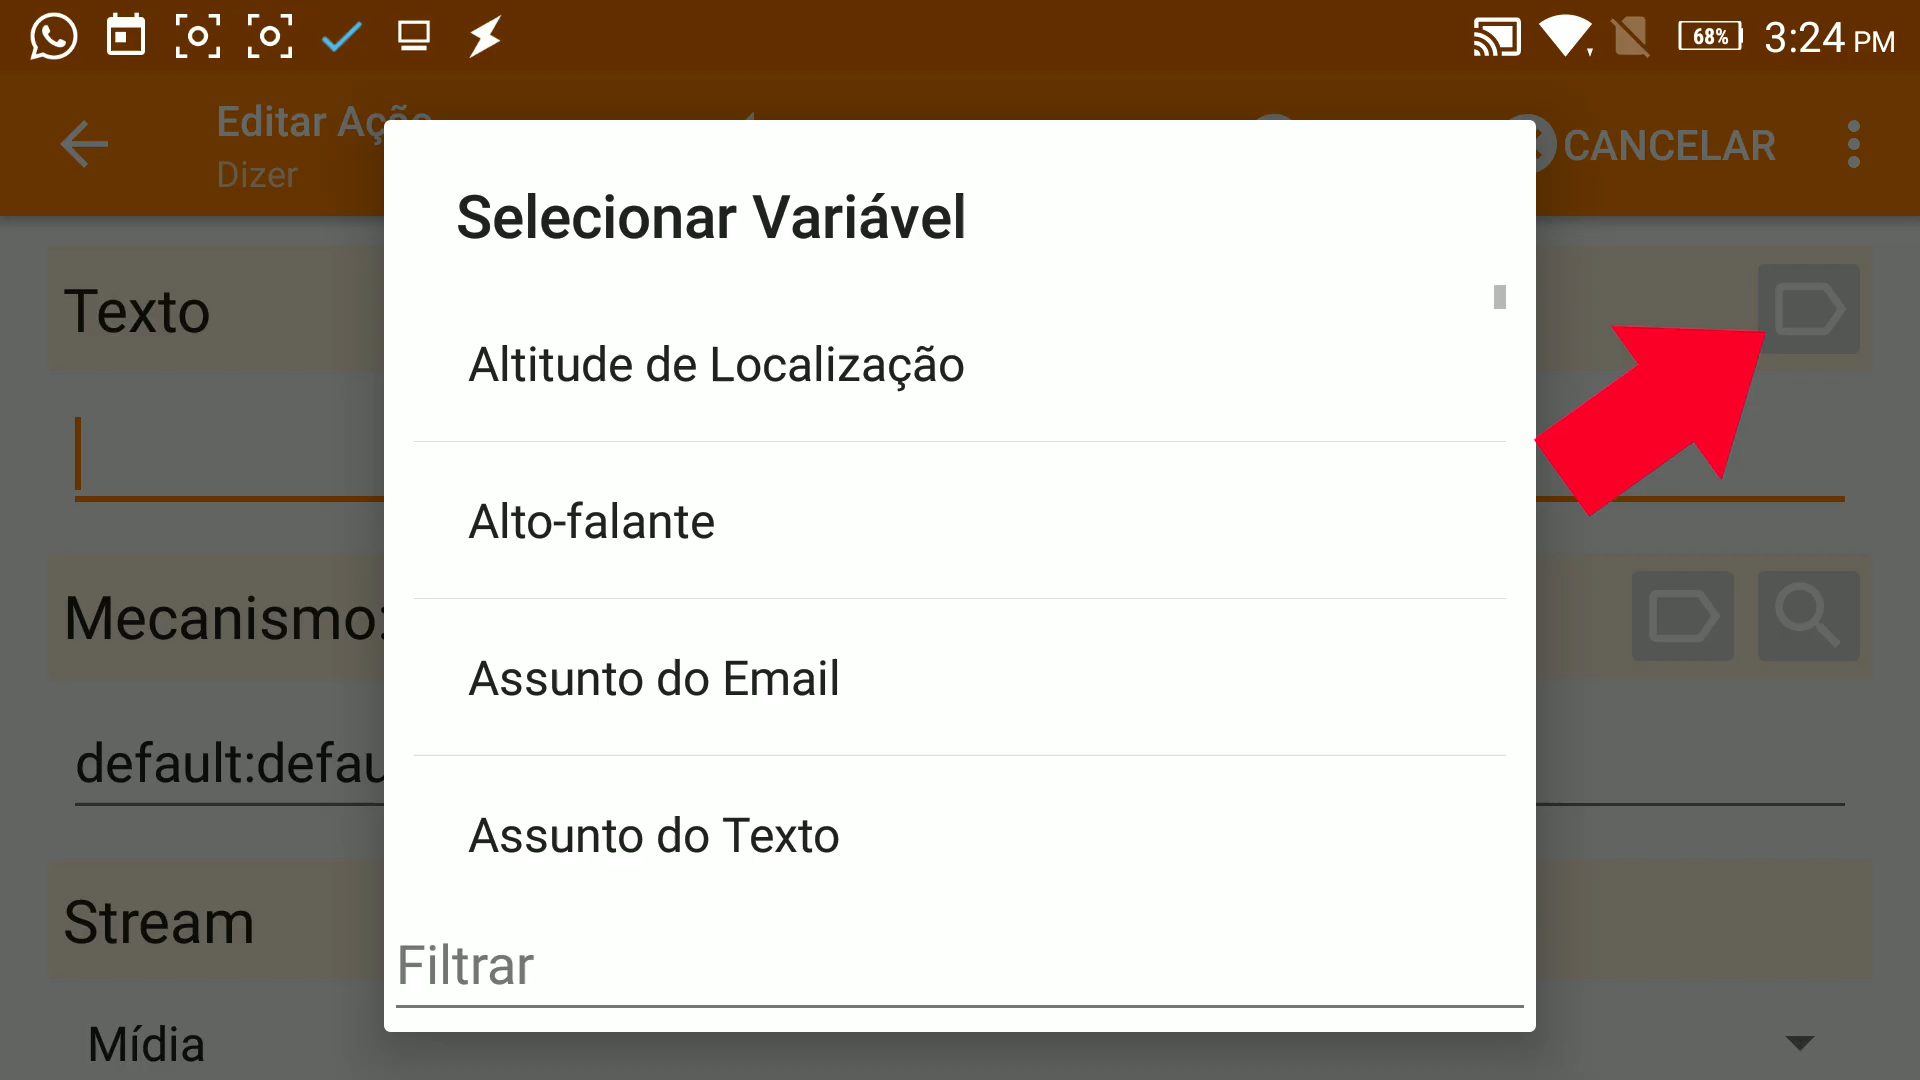 68% 3:24 PM
Editar Ação
Dizer
CANCELAR
Selecionar Variável
Texto
Altitude de Localização
Alto-falante
Mecanismo:
Assunto do Email
default:defau
Assunto do Texto
Stream
Filtrar
Mídia